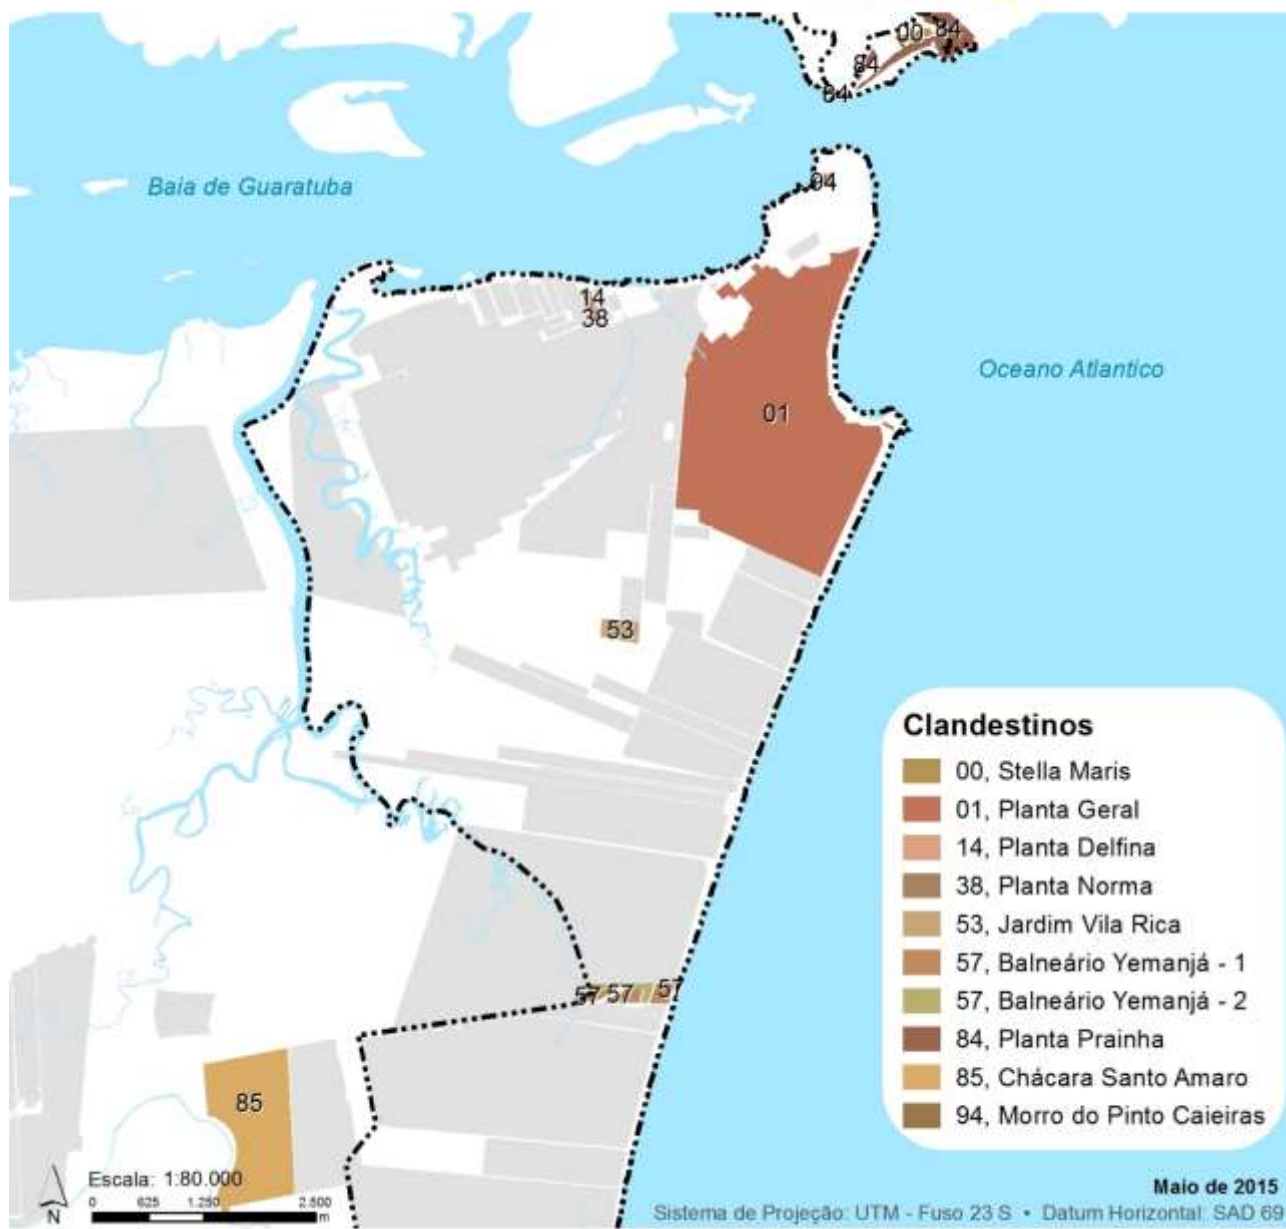 00 84
84
84
94
Baia de Guaratuba
14
38
Oceano Atlantico
01
53
57 57 57
85
Clandestinos
00, Stella Maris
01, Planta Geral
14, Planta Delfina
38, Planta Norma
53, Jardim Vila Rica
57, Balneário Yemanjá - 1
57, Balneário Yemanjá - 2
84, Planta Prainha
85, Chácara Santo Amaro
94, Morro do Pinto Caieiras
Escala: 1:80.000
0 625 1.250 2.500
m
N
Maio de 2015
Sistema de Projeção: UTM - Fuso 23 S • Datum Horizontal: SAD 69